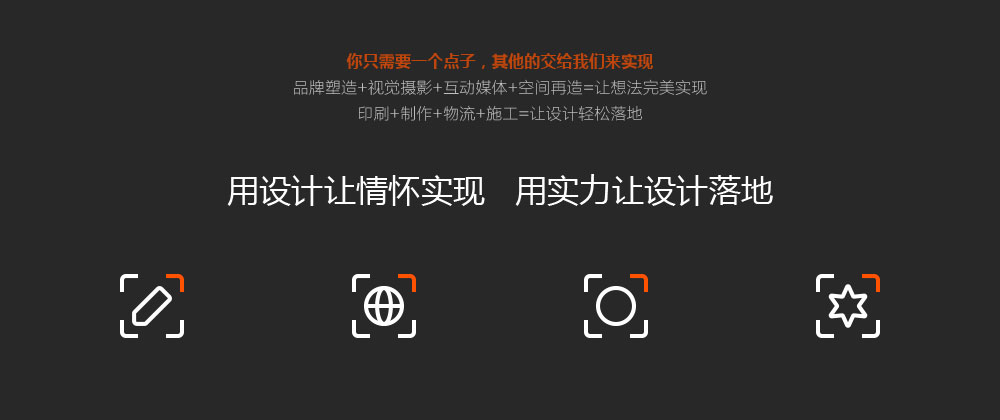 你只需要一个点子，其他的交给我们来实现
品牌塑造+视觉摄影+互动媒体+空间再造=让想法完美实现
印刷+制作+物流+施工=让设计轻松落地
用设计让情怀实现 用实力让设计落地